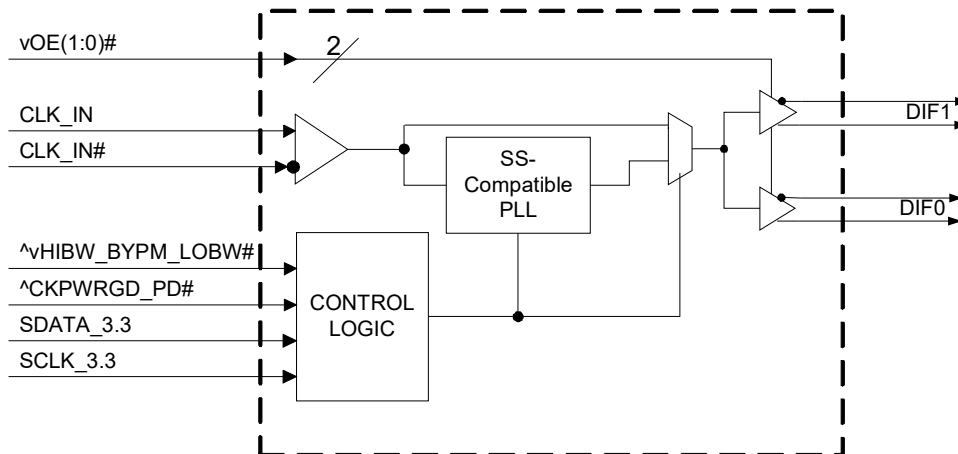 vOE(1:0)#
2
CLK_IN
CLK_IN#
DIF1
SS-
Compatible
PLL
DIF0
^vHIBW_BYPM_LOBW#
^CKPWRGD_PD#
SDATA_3.3
SCLK_3.3
CONTROL
LOGIC